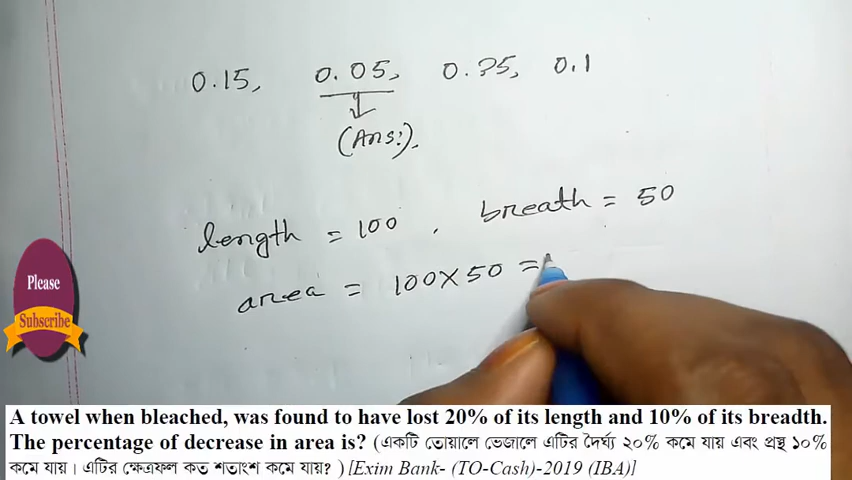 0.15, 0.05, 0.35, 0.1
(Ans:).
length = 100 , breath = 50
area = 100×50 =
Please
Subscribe
A towel when bleached, was found to have lost 20% of its length and 10% of its breadth.
The percentage of decrease in area is? (একটি তোয়ালে ভেজালে এটির দৈর্ঘ্য ২০% কমে যায় এবং প্রস্থ ১০%
কমে যায়। এটির ক্ষেত্রফল কত শতাংশ কমে যায়? ) [Exim Bank- (TO-Cash)-2019 (IBA)]